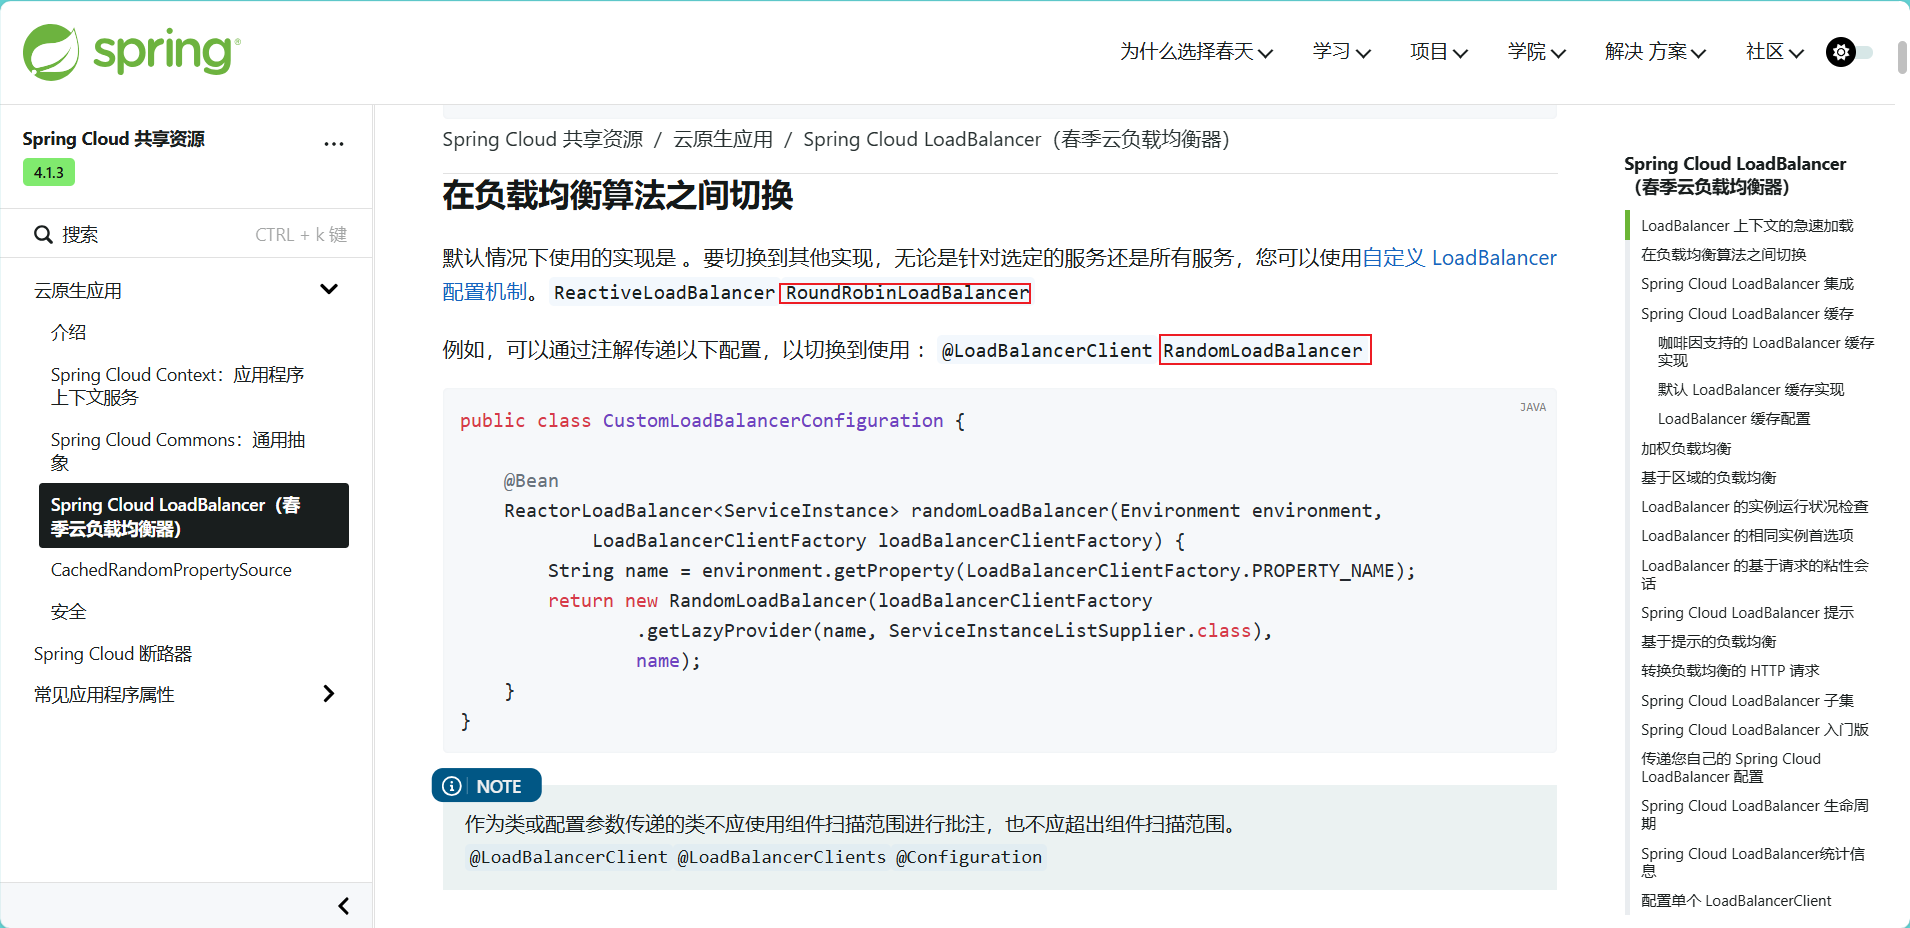 spring
为什么选择春天
学习
项目
学院
解决 方案
社区
Spring Cloud 共享资源
...
4.1.3
搜索
CTRL + k 键
云原生应用
介绍
Spring Cloud Context：应用程序
上下文服务
Spring Cloud Commons：通用抽
象
Spring Cloud LoadBalancer（春
季云负载均衡器）
CachedRandomPropertySource
安全
Spring Cloud 断路器
常见应用程序属性
Spring Cloud 共享资源 / 云原生应用 / Spring Cloud LoadBalancer（春季云负载均衡器）
在负载均衡算法之间切换
默认情况下使用的实现是 。要切换到其他实现，无论是针对选定的服务还是所有服务，您可以使用自定义 LoadBalancer
配置机制。 ReactiveLoadBalancer RoundRobinLoadBalancer
例如，可以通过注解传递以下配置，以切换到使用： @LoadBalancerClient RandomLoadBalancer
JAVA
public class CustomLoadBalancerConfiguration {
@Bean
ReactorLoadBalancer<ServiceInstance> randomLoadBalancer(Environment environment,
LoadBalancerClientFactory loadBalancerClientFactory) {
String name = environment.getProperty(LoadBalancerClientFactory.PROPERTY_NAME);
return new RandomLoadBalancer(loadBalancerClientFactory
.getLazyProvider(name, ServiceInstanceListSupplier.class),
name);
}
}
NOTE
作为类或配置参数传递的类不应使用组件扫描范围进行批注，也不应超出组件扫描范围。
@LoadBalancerClient @LoadBalancerClients @Configuration
Spring Cloud LoadBalancer
（春季云负载均衡器）
LoadBalancer 上下文的急速加载
在负载均衡算法之间切换
Spring Cloud LoadBalancer 集成
Spring Cloud LoadBalancer 缓存
咖啡因支持的 LoadBalancer 缓存
实现
默认 LoadBalancer 缓存实现
LoadBalancer 缓存配置
加权负载均衡
基于区域的负载均衡
LoadBalancer 的实例运行状况检查
LoadBalancer 的相同实例首选项
LoadBalancer 的基于请求的粘性会
话
Spring Cloud LoadBalancer 提示
基于提示的负载均衡
转换负载均衡的 HTTP 请求
Spring Cloud LoadBalancer 子集
Spring Cloud LoadBalancer 入门版
传递您自己的 Spring Cloud
LoadBalancer 配置
Spring Cloud LoadBalancer 生命周
期
Spring Cloud LoadBalancer统计信
息
配置单个 LoadBalancerClient